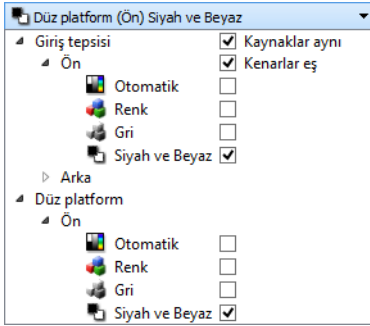 Düz platform (Ön) Siyah ve Beyaz
Giriş tepsisi Kaynaklar aynı
Ön Kenarlar eş
Otomatik
Renk
Gri
Siyah ve Beyaz
Arka
Düz platform
Ön
Otomatik
Renk
Gri
Siyah ve Beyaz